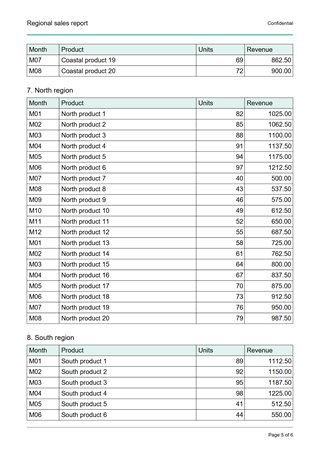 Regional sales report Confidential
Month Product Units Revenue
M07 Coastal product 19 69 862.50
M08 Coastal product 20 72 900.00
7. North region
Month Product Units Revenue
M01 North product 1 82 1025.00
M02 North product 2 85 1062.50
M03 North product 3 88 1100.00
M04 North product 4 91 1137.50
M05 North product 5 94 1175.00
M06 North product 6 97 1212.50
M07 North product 7 40 500.00
M08 North product 8 43 537.50
M09 North product 9 46 575.00
M10 North product 10 49 612.50
M11 North product 11 52 650.00
M12 North product 12 55 687.50
M01 North product 13 58 725.00
M02 North product 14 61 762.50
M03 North product 15 64 800.00
M04 North product 16 67 837.50
M05 North product 17 70 875.00
M06 North product 18 73 912.50
M07 North product 19 76 950.00
M08 North product 20 79 987.50
8. South region
Month Product Units Revenue
M01 South product 1 89 1112.50
M02 South product 2 92 1150.00
M03 South product 3 95 1187.50
M04 South product 4 98 1225.00
M05 South product 5 41 512.50
M06 South product 6 44 550.00
Page 5 of 6